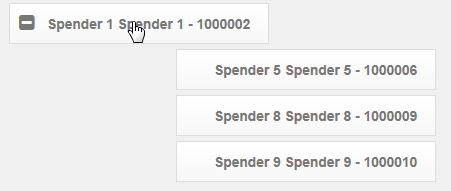 Spender 1 Spender 1 - 1000002
Spender 5 Spender 5 - 1000006
Spender 8 Spender 8 - 1000009
Spender 9 Spender 9 - 1000010